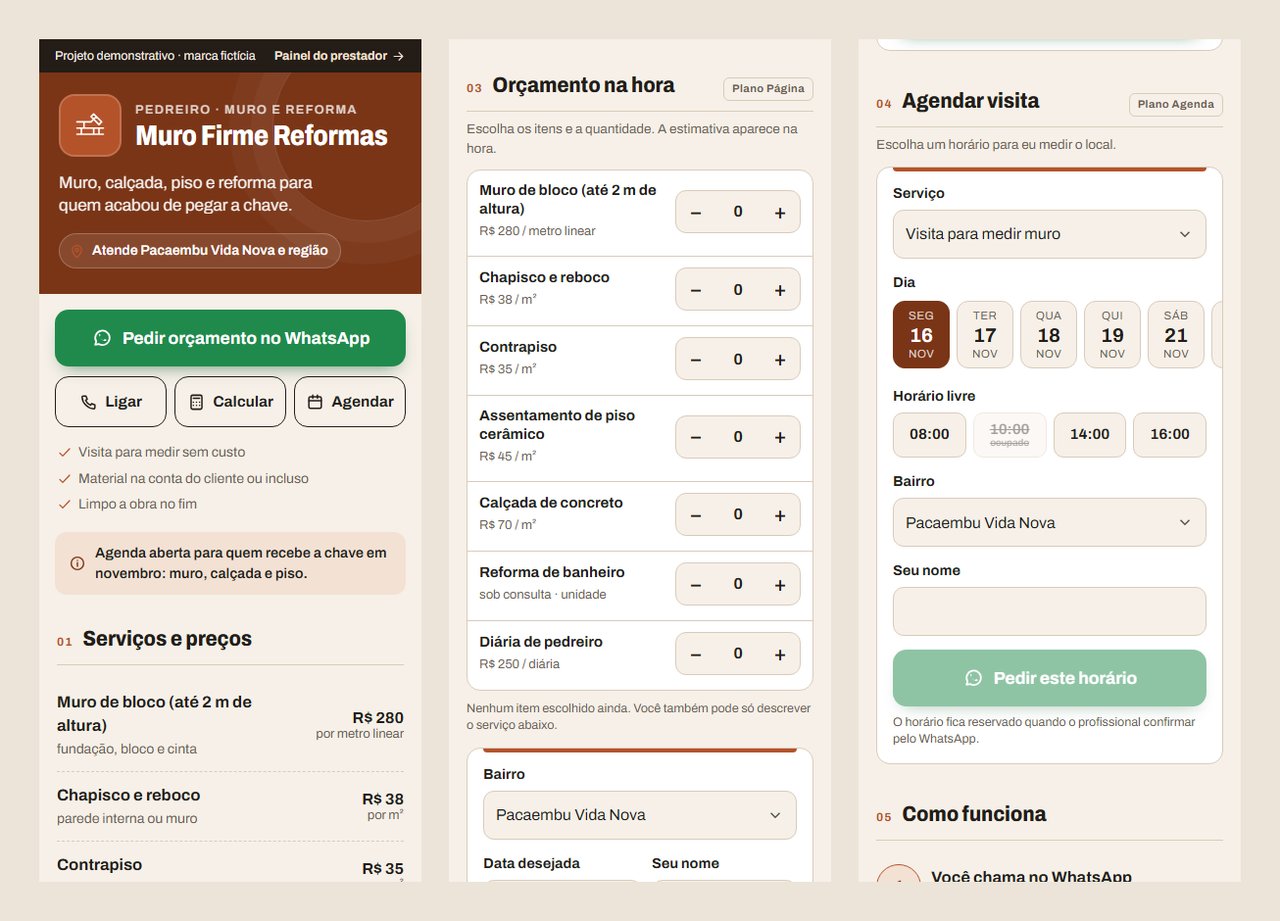 Projeto demonstrativo · marca fictícia
Painel do prestador →
PEDREIRO · MURO E REFORMA
Muro Firme Reformas
Muro, calçada, piso e reforma para
quem acabou de pegar a chave.
Atende Pacaembu Vida Nova e região
Pedir orçamento no WhatsApp
Ligar
Calcular
Agendar
Visita para medir sem custo
Material na conta do cliente ou incluso
Limpo a obra no fim
Agenda aberta para quem recebe a chave em
novembro: muro, calçada e piso.
01 Serviços e preços
Muro de bloco (até 2 m de
altura)
fundação, bloco e cinta
R$ 280
por metro linear
Chapisco e reboco
parede interna ou muro
R$ 38
por m²
Contrapiso
R$ 35
03 Orçamento na hora
Plano Página
Escolha os itens e a quantidade. A estimativa aparece na
hora.
Muro de bloco (até 2 m de
altura)
R$ 280 / metro linear
− 0 +
Chapisco e reboco
R$ 38 / m²
− 0 +
Contrapiso
R$ 35 / m²
− 0 +
Assentamento de piso
cerâmico
R$ 45 / m²
− 0 +
Calçada de concreto
R$ 70 / m²
− 0 +
Reforma de banheiro
sob consulta · unidade
− 0 +
Diária de pedreiro
R$ 250 / diária
− 0 +
Nenhum item escolhido ainda. Você também pode só descrever
o serviço abaixo.
Bairro
Pacaembu Vida Nova
Data desejada
Seu nome
04 Agendar visita
Plano Agenda
Escolha um horário para eu medir o local.
Serviço
Visita para medir muro
Dia
SEG
16
NOV
TER
17
NOV
QUA
18
NOV
QUI
19
NOV
SÁB
21
NOV
Horário livre
08:00
10:00
ocupado
14:00
16:00
Bairro
Pacaembu Vida Nova
Seu nome
Pedir este horário
O horário fica reservado quando o profissional confirmar
pelo WhatsApp.
05 Como funciona
Você chama no WhatsApp